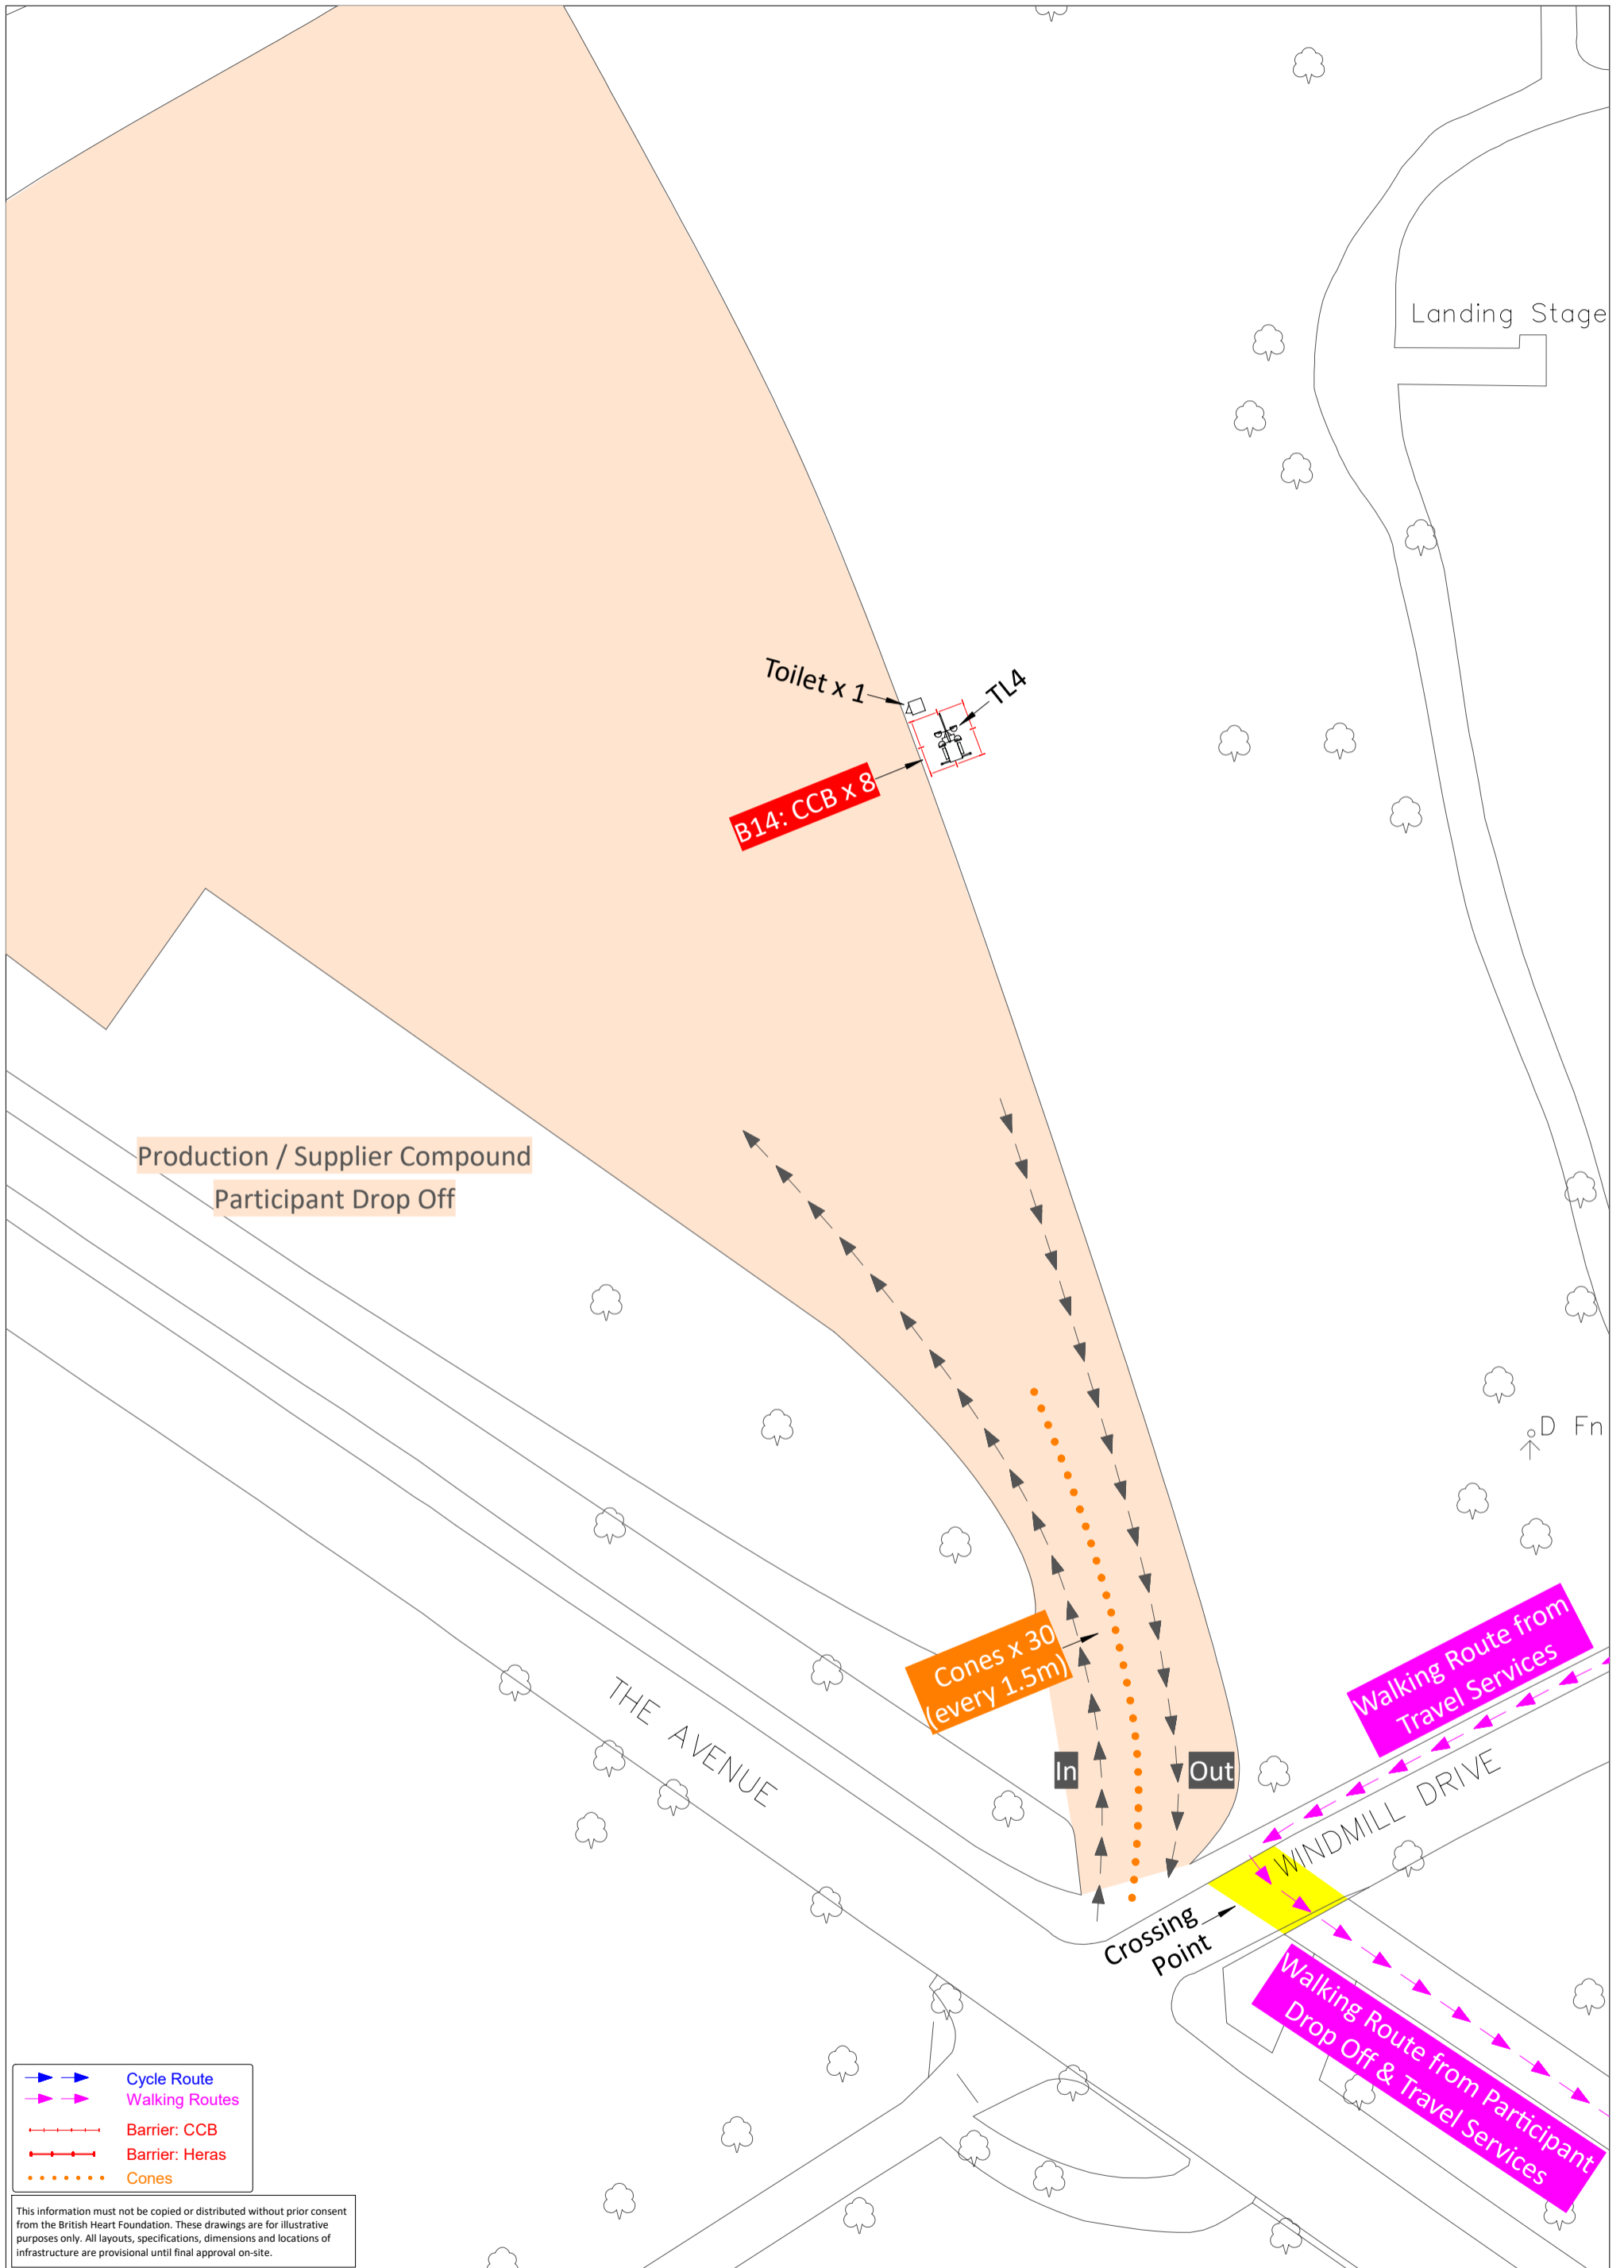 Landing Stage
Toilet x 1
TL4
B14: CCB x 8
Production / Supplier Compound
Participant Drop Off
D Fn
Cones x 30
(every 1.5m)
THE AVENUE
In
Out
Walking Route from
Travel Services
WINDMILL DRIVE
Crossing
Point
Walking Route from Participant
Drop Off & Travel Services
Cycle Route
Walking Routes
Barrier: CCB
Barrier: Heras
Cones
This information must not be copied or distributed without prior consent
from the British Heart Foundation. These drawings are for illustrative
purposes only. All layouts, specifications, dimensions and locations of
infrastructure are provisional until final approval on-site.